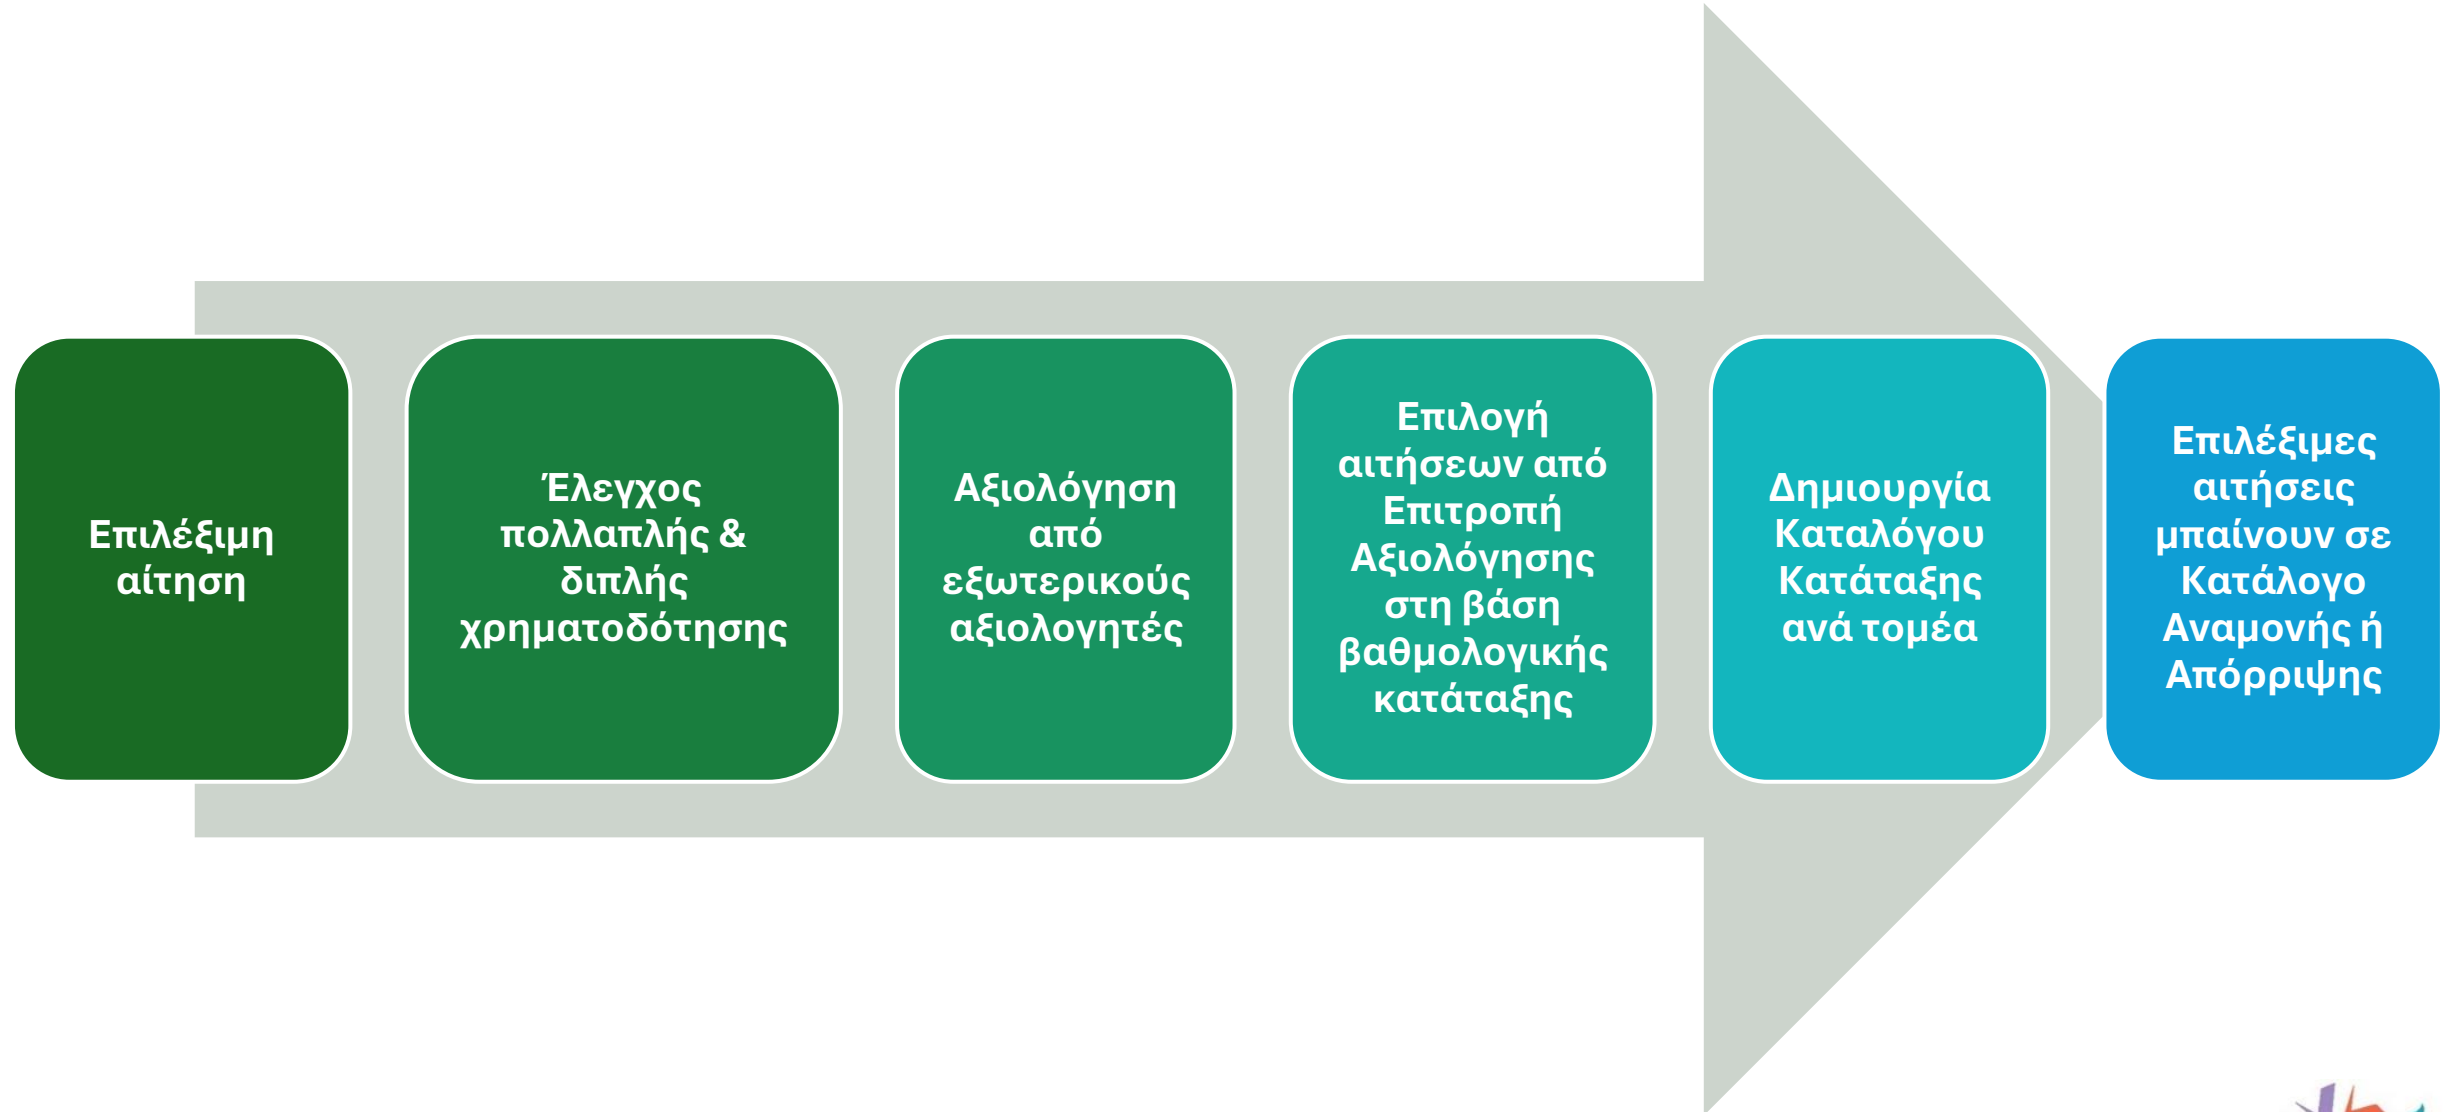 Επιλέξιμη
αίτηση
Έλεγχος
πολλαπλής &
διπλής
χρηματοδότησης
Αξιολόγηση
από
εξωτερικούς
αξιολογητές
Επιλογή
αιτήσεων από
Επιτροπή
Αξιολόγησης
στη βάση
βαθμολογικής
κατάταξης
Δημιουργία
Καταλόγου
Κατάταξης
ανά τομέα
Επιλέξιμες
αιτήσεις
μπαίνουν σε
Κατάλογο
Αναμονής ή
Απόρριψης